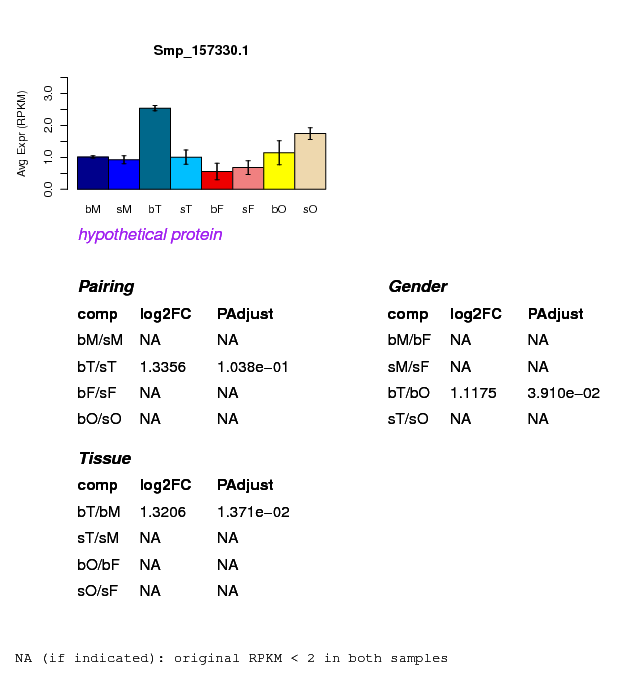 Smp_157330.1
Avg Expr (RPKM)
0.0 1.0 2.0 3.0
bM sM bT sT bF sF bO sO
hypothetical protein
Pairing
comp log2FC PAdjust
bM/sM NA NA
bT/sT 1.3356 1.038e−01
bF/sF NA NA
bO/sO NA NA
Gender
comp log2FC PAdjust
bM/bF NA NA
sM/sF NA NA
bT/bO 1.1175 3.910e−02
sT/sO NA NA
Tissue
comp log2FC PAdjust
bT/bM 1.3206 1.371e−02
sT/sM NA NA
bO/bF NA NA
sO/sF NA NA
NA (if indicated): original RPKM < 2 in both samples